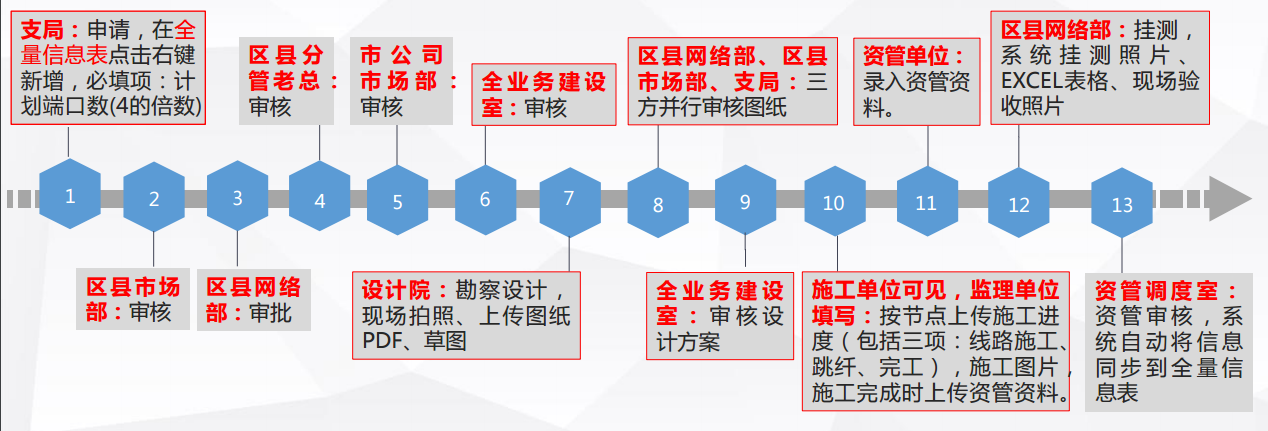 支局：申请，在全
量信息表点击右键
新增，必填项：计
划端口数(4的倍数)
区县分
管老总：
审核
市公司
市场部：
审核
全业务建设
室：审核
区县网络部、区县
市场部、支局：三
方并行审核图纸
资管单位：
录入资管资
料。
区县网络部：挂测，
系统挂测照片、
EXCEL表格、现场验
收照片
1
2
3
4
5
6
7
8
9
10
11
12
13
区县市场
部：审核
区县网络
部：审批
设计院：勘察设计，
现场拍照、上传图纸
PDF、草图
全业务建设
室：审核设
计方案
施工单位可见，监理单位
填写：按节点上传施工进
度（包括三项：线路施工、
跳纤、完工），施工图片，
施工完成时上传资管资料。
资管调度室：
资管审核，系
统自动将信息
同步到全量信
息表